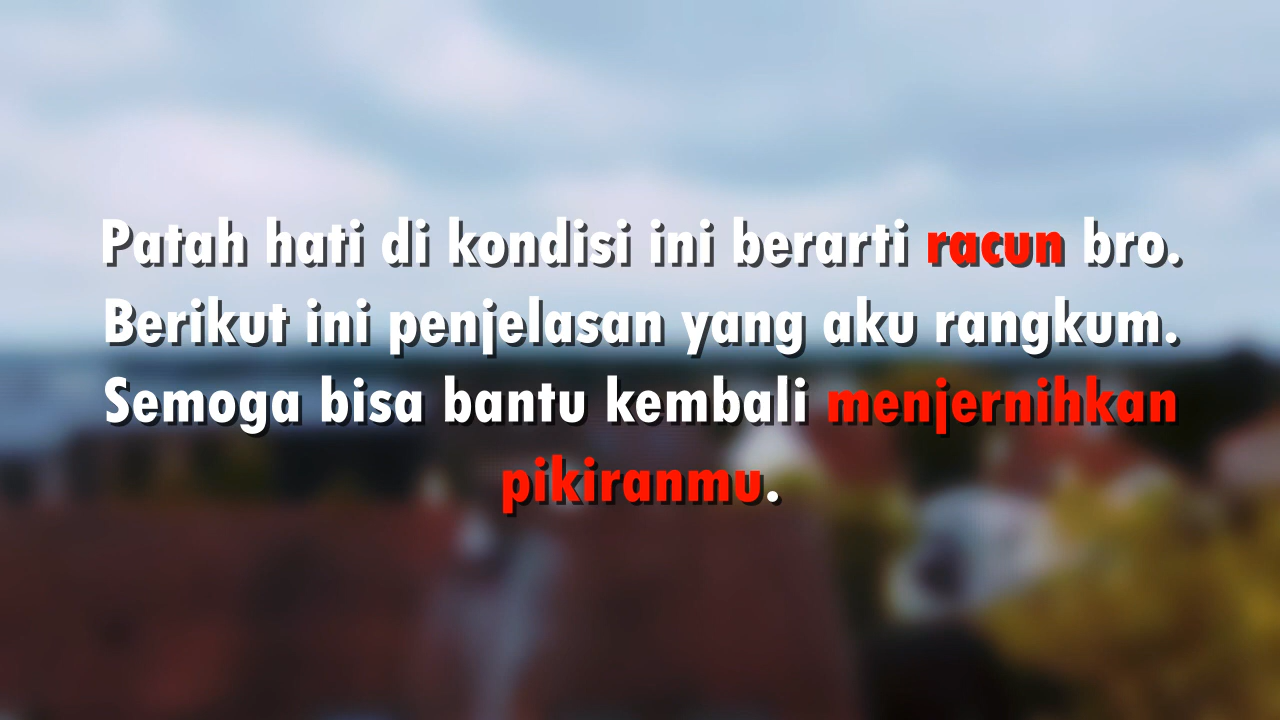 Patah hati di kondisi ini berarti racun bro.
Berikut ini penjelasan yang aku rangkum.
Semoga bisa bantu kembali menjernihkan
pikiranmu.